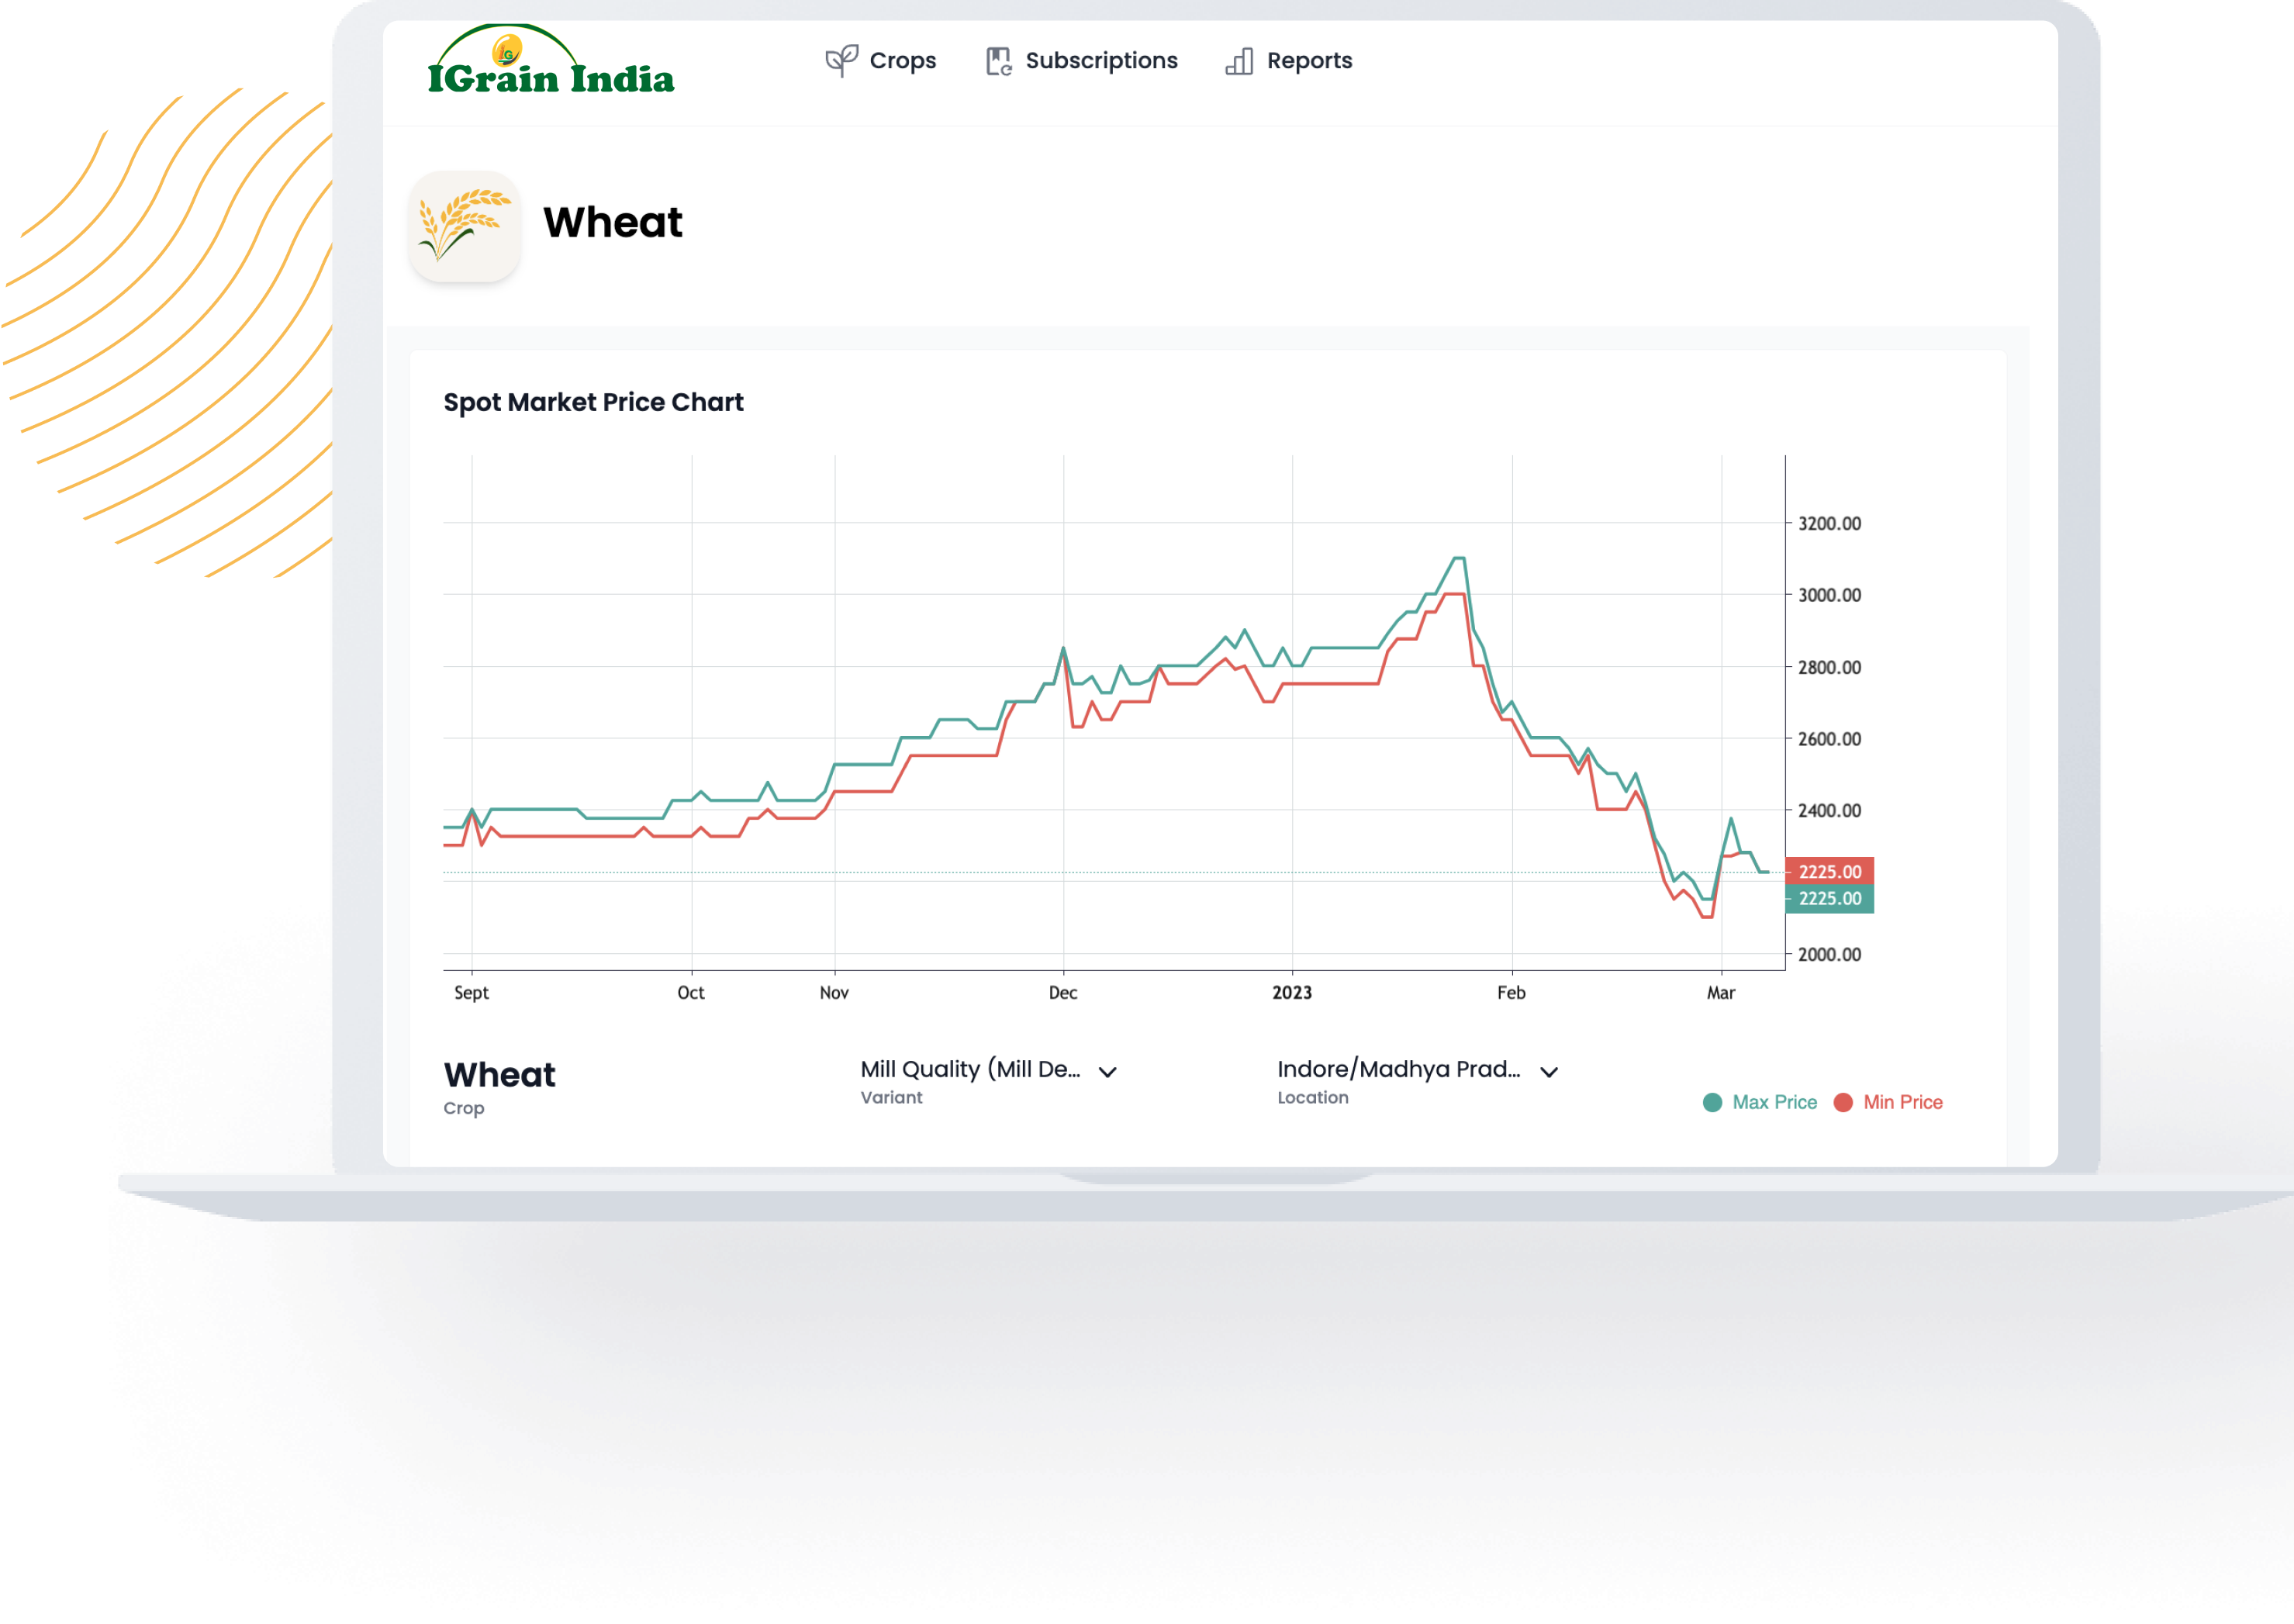 IGrain India
iG
Crops
Subscriptions
Reports
Wheat
Spot Market Price Chart
3200.00
3000.00
2800.00
2600.00
2400.00
2225.00
2225.00
2000.00
Sept
Oct
Nov
Dec
2023
Feb
Mar
Wheat
Crop
Mill Quality (Mill De...
Variant
Indore/Madhya Prad...
Location
Max Price
Min Price